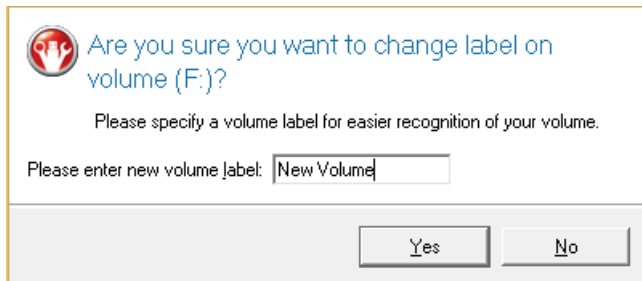 Are you sure you want to change label on
volume (F:)?
Please specify a volume label for easier recognition of your volume.
Please enter new volume label: New Volume
Yes No